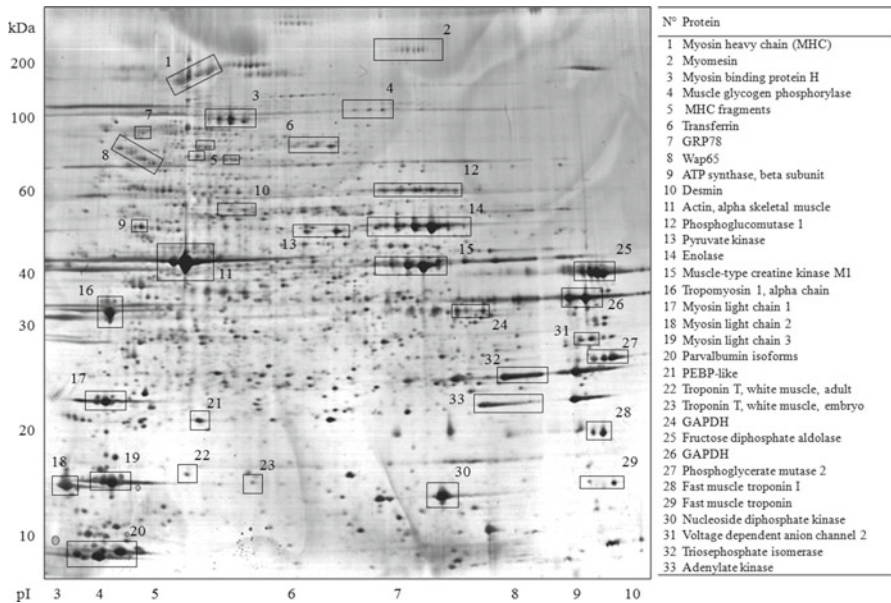 kDa
200
100
60
40
30
20
10
pI 3 4 5 6 7 8 9 10
1
2
3
4
5
6
7
8
9
10
11
12
13
14
15
16
17
18
19
20
21
22
23
24
25
26
27
28
29
30
31
32
33
N° Protein
1 Myosin heavy chain (MHC)
2 Myomesin
3 Myosin binding protein H
4 Muscle glycogen phosphorylase
5 MHC fragments
6 Transferrin
7 GRP78
8 Wap65
9 ATP synthase, beta subunit
10 Desmin
11 Actin, alpha skeletal muscle
12 Phosphoglucomutase 1
13 Pyruvate kinase
14 Enolase
15 Muscle-type creatine kinase M1
16 Tropomyosin 1, alpha chain
17 Myosin light chain 1
18 Myosin light chain 2
19 Myosin light chain 3
20 Parvalbumin isoforms
21 PEBP-like
22 Troponin T, white muscle, adult
23 Troponin T, white muscle, embryo
24 GAPDH
25 Fructose diphosphate aldolase
26 GAPDH
27 Phosphoglycerate mutase 2
28 Fast muscle troponin I
29 Fast muscle troponin
30 Nucleoside diphosphate kinase
31 Voltage dependent anion channel 2
32 Triosephosphate isomerase
33 Adenylate kinase